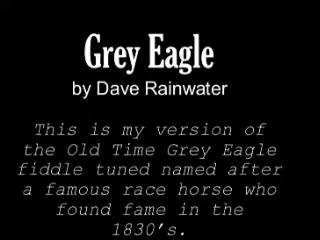 Grey Eagle
by Dave Rainwater
This is my version of
the Old Time Grey Eagle
fiddle tuned named after
a famous race horse who
found fame in the
1830's.